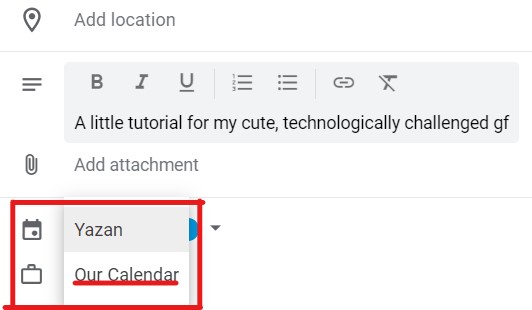 Add location
B I U
A little tutorial for my cute, technologically challenged gf
Add attachment
Yazan
Our Calendar